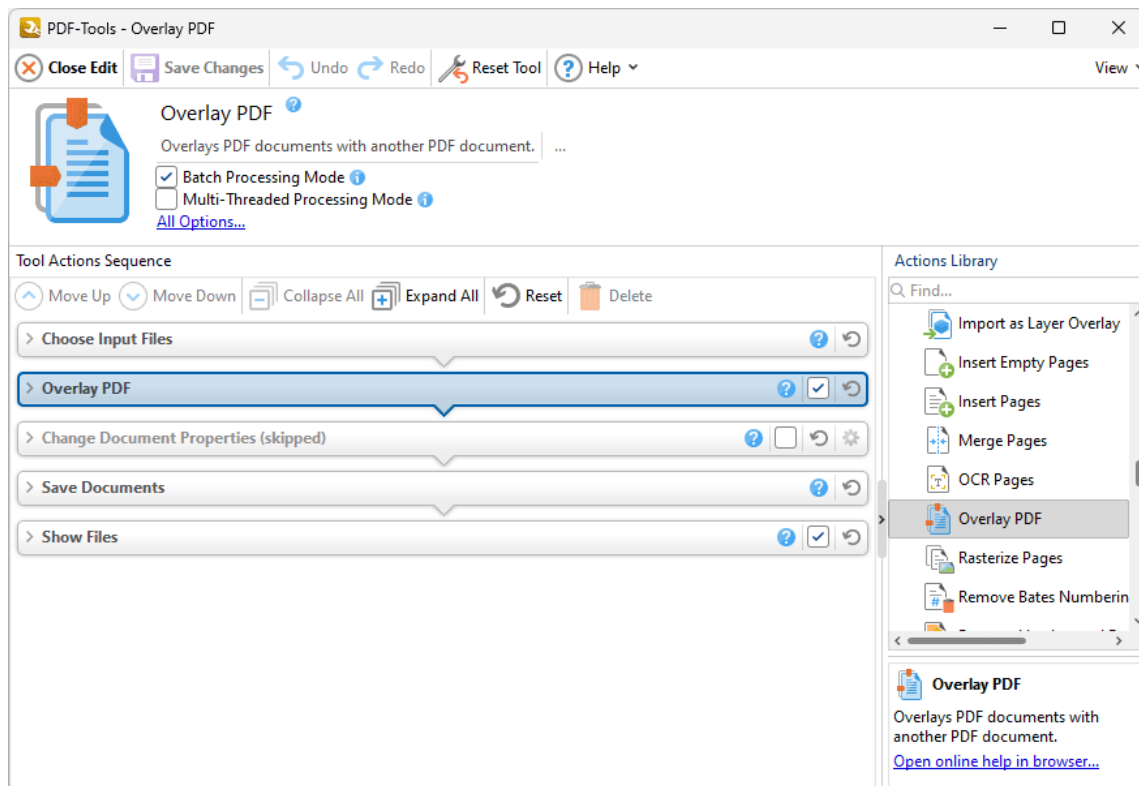 PDF-Tools - Overlay PDF
Close Edit Save Changes Undo Redo Reset Tool ? Help View
Overlay PDF ?
Overlays PDF documents with another PDF document. ...
Batch Processing Mode i
Multi-Threaded Processing Mode i
All Options...
Tool Actions Sequence
Move Up Move Down Collapse All Expand All Reset Delete
Choose Input Files ?
Overlay PDF ?
Change Document Properties (skipped) ?
Save Documents ?
Show Files ?
Actions Library
Find...
Import as Layer Overlay
Insert Empty Pages
Insert Pages
Merge Pages
OCR Pages
Overlay PDF
Rasterize Pages
Remove Bates Numberin
Overlay PDF
Overlays PDF documents with
another PDF document.
Open online help in browser...